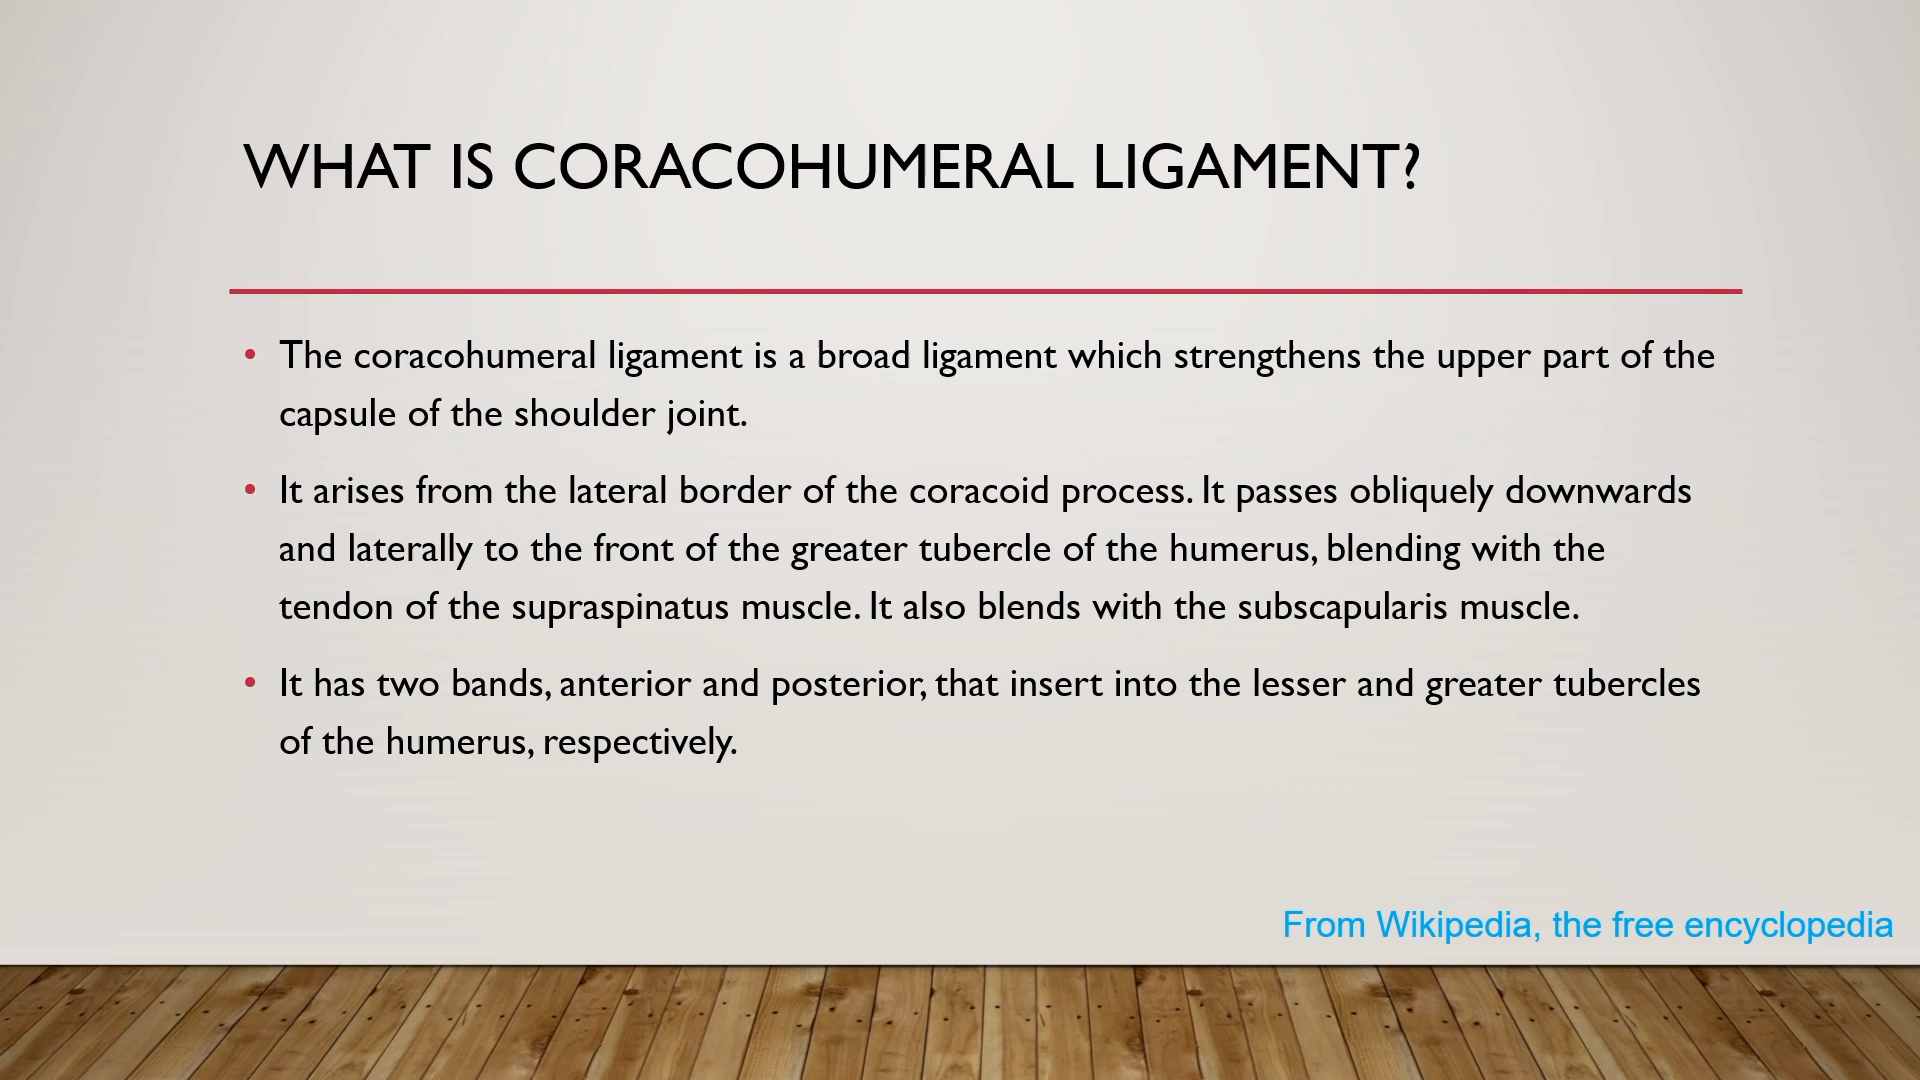 WHAT IS CORACOHUMERAL LIGAMENT?
• The coracohumeral ligament is a broad ligament which strengthens the upper part of the
capsule of the shoulder joint.
• It arises from the lateral border of the coracoid process. It passes obliquely downwards
and laterally to the front of the greater tubercle of the humerus, blending with the
tendon of the supraspinatus muscle. It also blends with the subscapularis muscle.
• It has two bands, anterior and posterior, that insert into the lesser and greater tubercles
of the humerus, respectively.
From Wikipedia, the free encyclopedia